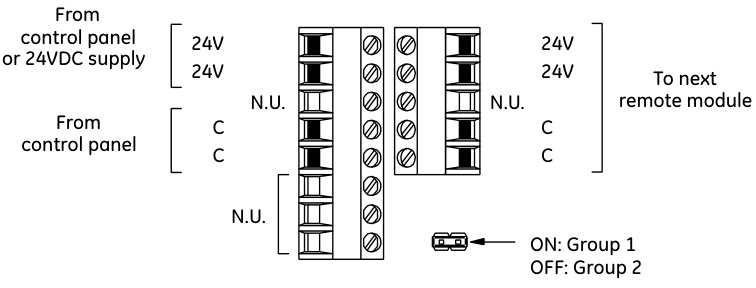 From
control panel
or 24VDC supply
24V
24V
N.U.
From
control panel
C
C
N.U.
24V
24V
N.U.
C
C
To next
remote module
ON: Group 1
OFF: Group 2